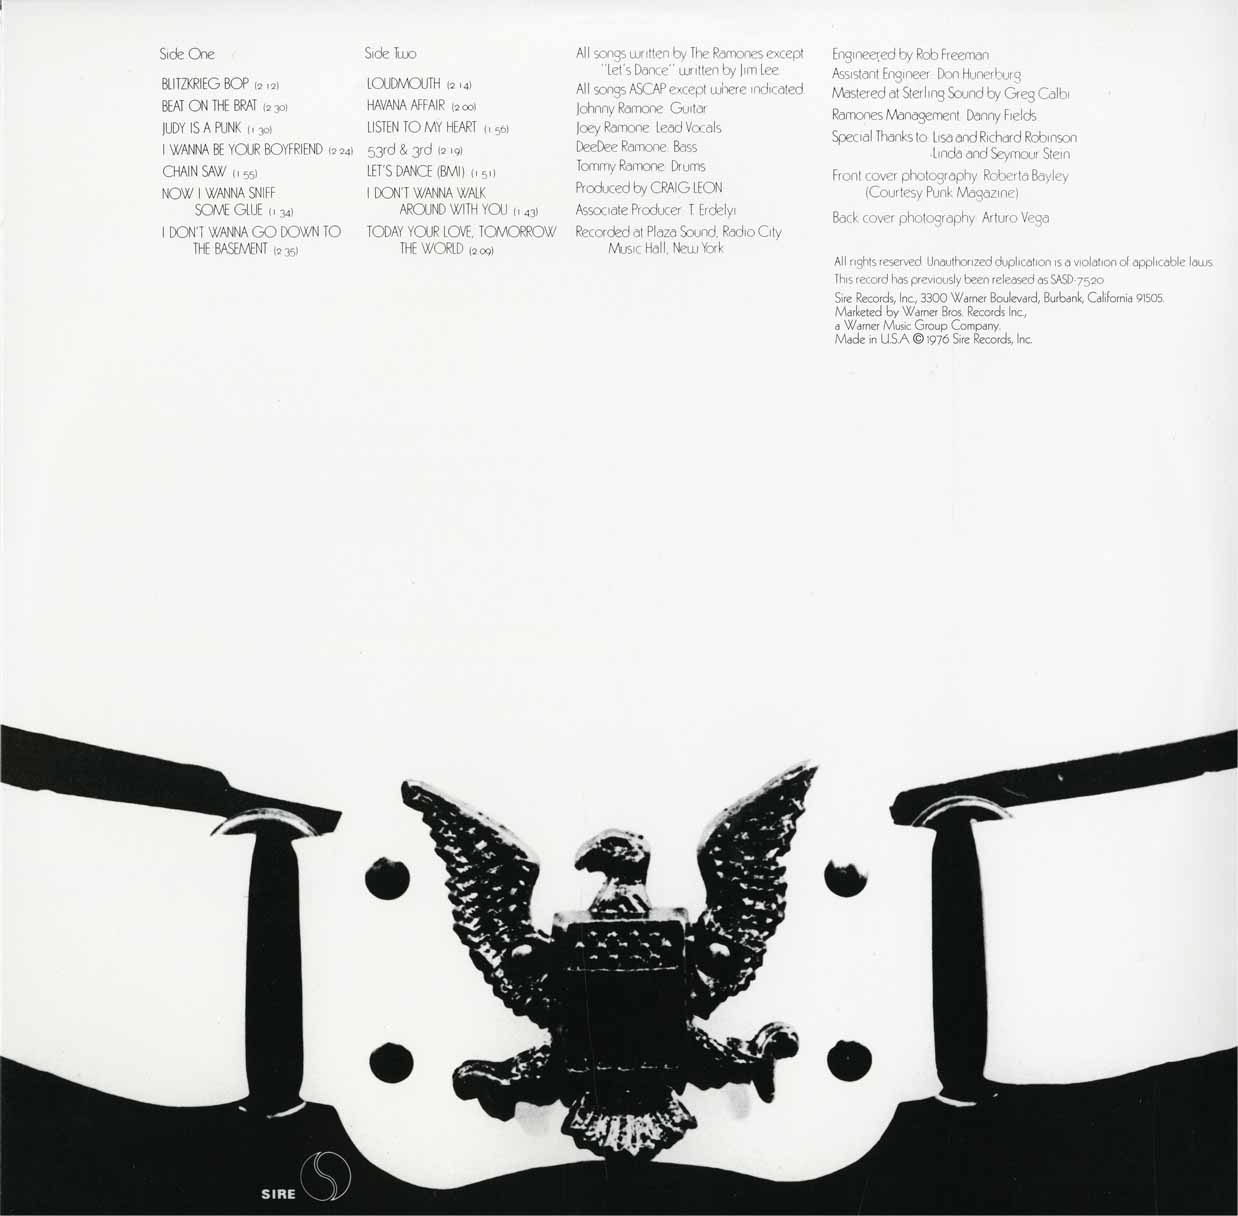 Side One
BLITZKRIEG BOP (2 12)
BEAT ON THE BRAT (2 30)
JUDY IS A PUNK (1 30)
I WANNA BE YOUR BOYFRIEND (2 24)
CHAIN SAW (1 55)
NOW I WANNA SNIFF
SOME GLUE (1 34)
I DON'T WANNA GO DOWN TO
THE BASEMENT (2 35)
Side Two
LOUDMOUTH (2 14)
HAVANA AFFAIR (2 00)
LISTEN TO MY HEART (1 56)
53rd & 3rd (2 19)
LET'S DANCE (BMI) (1 51)
I DON'T WANNA WALK
AROUND WITH YOU (1 43)
TODAY YOUR LOVE, TOMORROW
THE WORLD (2 09)
All songs written by The Ramones except
"Let's Dance" written by Jim Lee
All songs ASCAP except where indicated
Johnny Ramone: Guitar
Joey Ramone: Lead Vocals
DeeDee Ramone: Bass
Tommy Ramone: Drums
Produced by CRAIG LEON
Associate Producer: T. Erdelyi
Recorded at Plaza Sound, Radio City
Music Hall, New York
Engineered by Rob Freeman
Assistant Engineer: Don Hunerburg
Mastered at Sterling Sound by Greg Calbi
Ramones Management: Danny Fields
Special Thanks to: Lisa and Richard Robinson
Linda and Seymour Stein
Front cover photography: Roberta Bayley
(Courtesy Punk Magazine)
Back cover photography: Arturo Vega
All rights reserved. Unauthorized duplication is a violation of applicable laws.
This record has previously been released as SASD-7520
Sire Records, Inc., 3300 Warner Boulevard, Burbank, California 91505.
Marketed by Warner Bros. Records Inc.,
a Warner Music Group Company.
Made in U.S.A © 1976 Sire Records, Inc.
SIRE